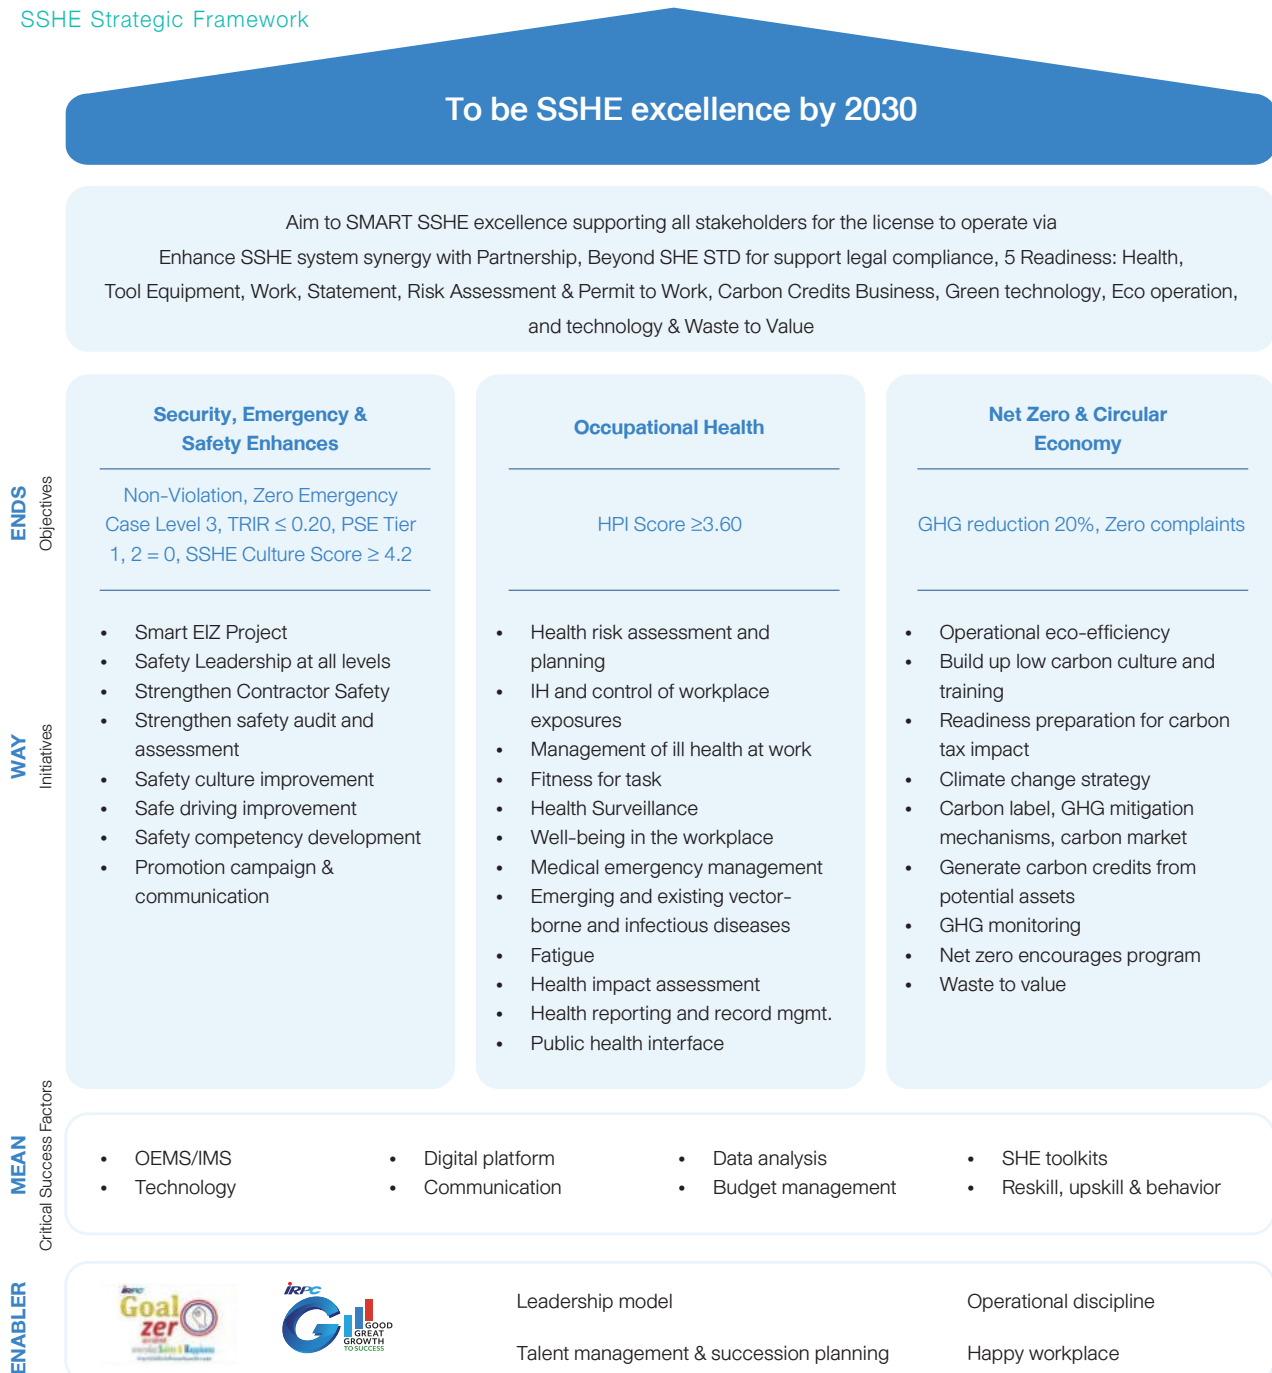 SSHE Strategic Framework
To be SSHE excellence by 2030
Aim to SMART SSHE excellence supporting all stakeholders for the license to operate via
Enhance SSHE system synergy with Partnership, Beyond SHE STD for support legal compliance, 5 Readiness: Health,
Tool Equipment, Work, Statement, Risk Assessment & Permit to Work, Carbon Credits Business, Green technology, Eco operation,
and technology & Waste to Value
ENDS
Objectives
Security, Emergency &
Safety Enhances
Non-Violation, Zero Emergency
Case Level 3, TRIR ≤ 0.20, PSE Tier
1, 2 = 0, SSHE Culture Score ≥ 4.2
Occupational Health
HPI Score ≥3.60
Net Zero & Circular
Economy
GHG reduction 20%, Zero complaints
WAY
Initiatives
• Smart EIZ Project
• Safety Leadership at all levels
• Strengthen Contractor Safety
• Strengthen safety audit and
assessment
• Safety culture improvement
• Safe driving improvement
• Safety competency development
• Promotion campaign &
communication
• Health risk assessment and
planning
• IH and control of workplace
exposures
• Management of ill health at work
• Fitness for task
• Health Surveillance
• Well-being in the workplace
• Medical emergency management
• Emerging and existing vector-
borne and infectious diseases
• Fatigue
• Health impact assessment
• Health reporting and record mgmt.
• Public health interface
• Operational eco-efficiency
• Build up low carbon culture and
training
• Readiness preparation for carbon
tax impact
• Climate change strategy
• Carbon label, GHG mitigation
mechanisms, carbon market
• Generate carbon credits from
potential assets
• GHG monitoring
• Net zero encourages program
• Waste to value
MEAN
Critical Success Factors
• OEMS/IMS
• Technology
• Digital platform
• Communication
• Data analysis
• Budget management
• SHE toolkits
• Reskill, upskill & behavior
ENABLER
IRPC
Goal
zero
everyday Safety & Happiness
IRPC
G
GOOD
GREAT
GROWTH
TO SUCCESS
Leadership model
Talent management & succession planning
Operational discipline
Happy workplace